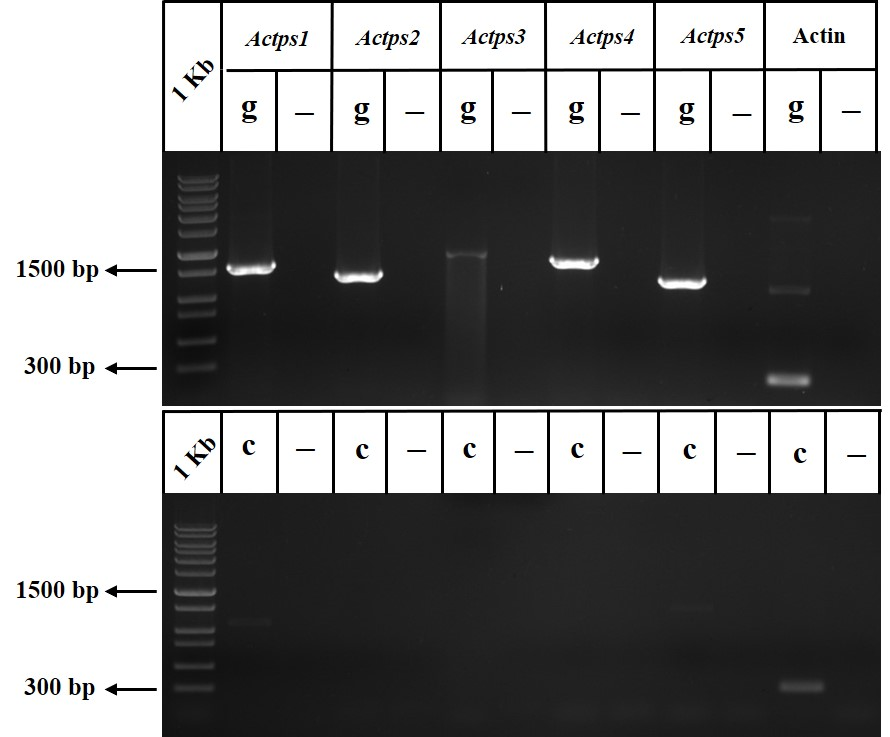 1 Kb Actps1 Actps2 Actps3 Actps4 Actps5 Actin
g – g – g – g – g – g –
1500 bp
300 bp
1 Kb c – c – c – c – c – c –
1500 bp
300 bp